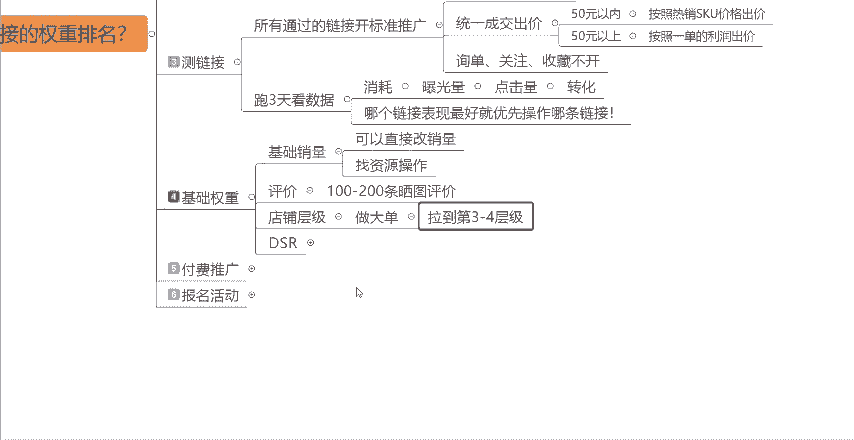 接的权重排名？
3 测链接
所有通过的链接开标准推广
统一成交出价
50元以内
按照热销SKU价格出价
50元以上
按照一单的利润出价
询单、关注、收藏不开
跑3天看数据
消耗
曝光量
点击量
转化
哪个链接表现最好就优先操作哪条链接！
4 基础权重
基础销量
可以直接改销量
找资源操作
评价
100-200条晒图评价
店铺层级
做大单
拉到第3-4层级
DSR
5 付费推广
6 报名活动